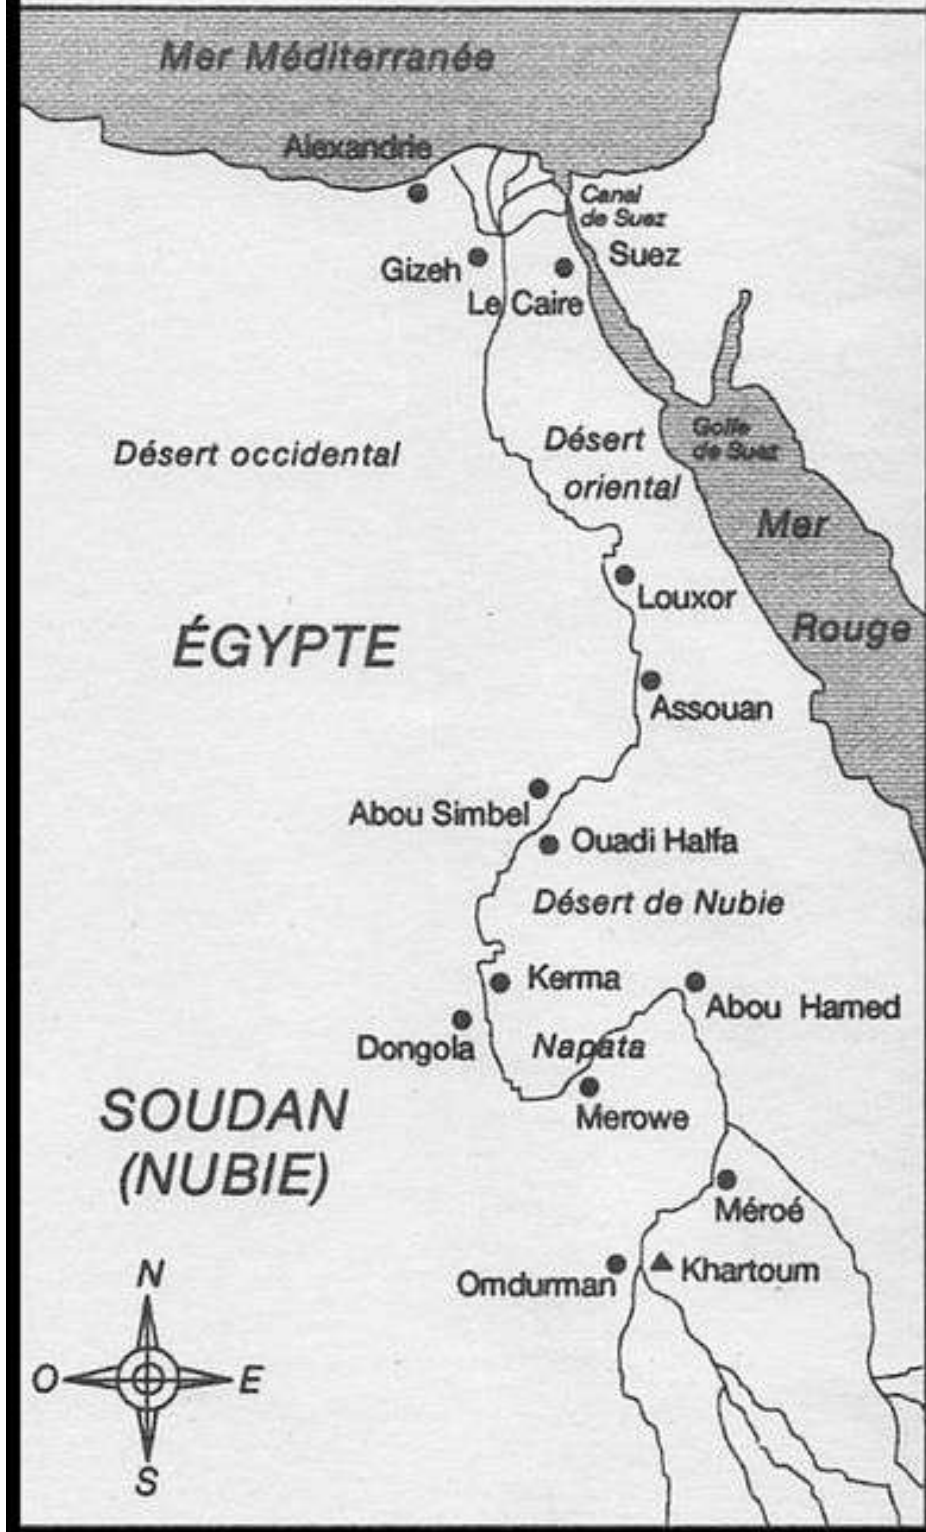 Mer Méditerranée
Alexandrie
Canal
de Suez
Suez
Gizeh
Le Caire
Golfe
de Suez
Désert occidental
Désert
oriental
Mer
Rouge
Louxor
ÉGYPTE
Assouan
Abou Simbel
Ouadi Halfa
Désert de Nubie
Kerma
Abou Hamed
Dongola
Napata
Merowe
SOUDAN
(NUBIE)
Méroé
Omdurman
Khartoum
N
O
E
S